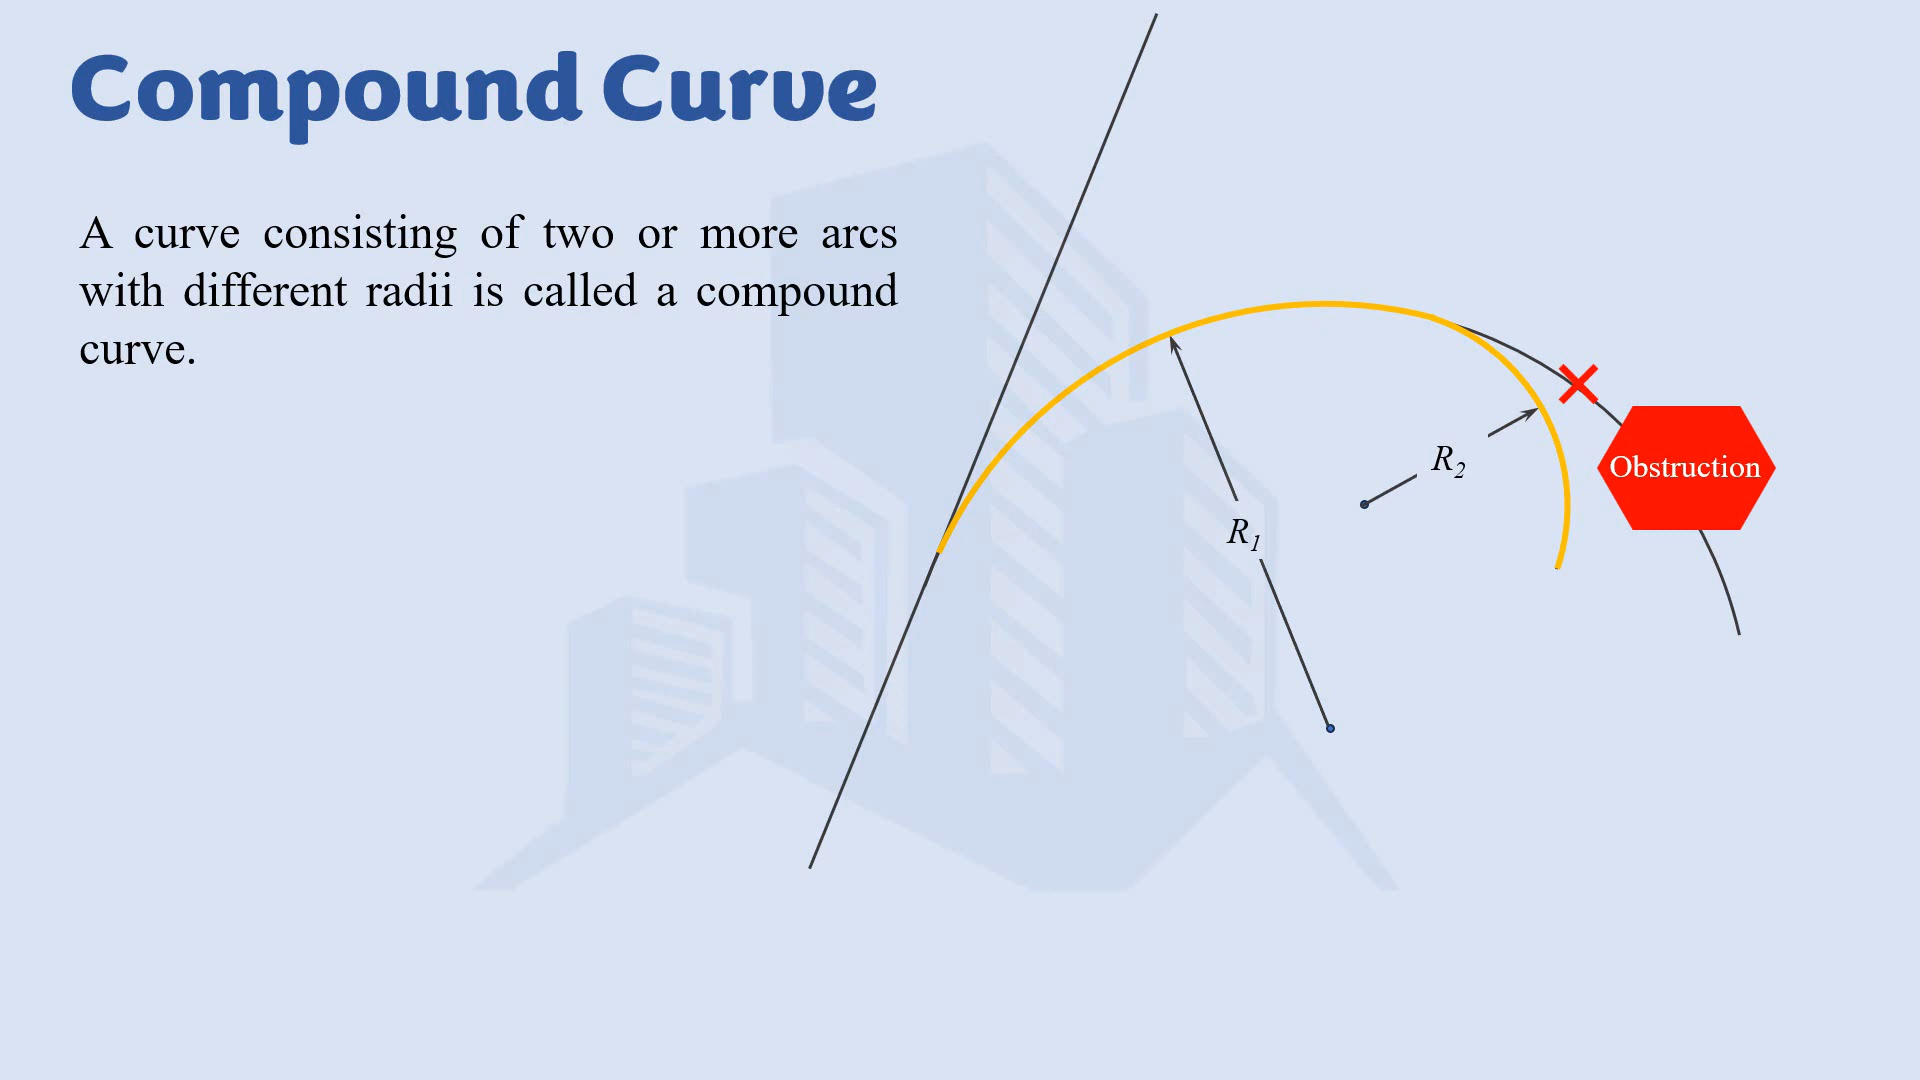 Compound Curve
A curve consisting of two or more arcs
with different radii is called a compound
curve.
R₂
Obstruction
R₁